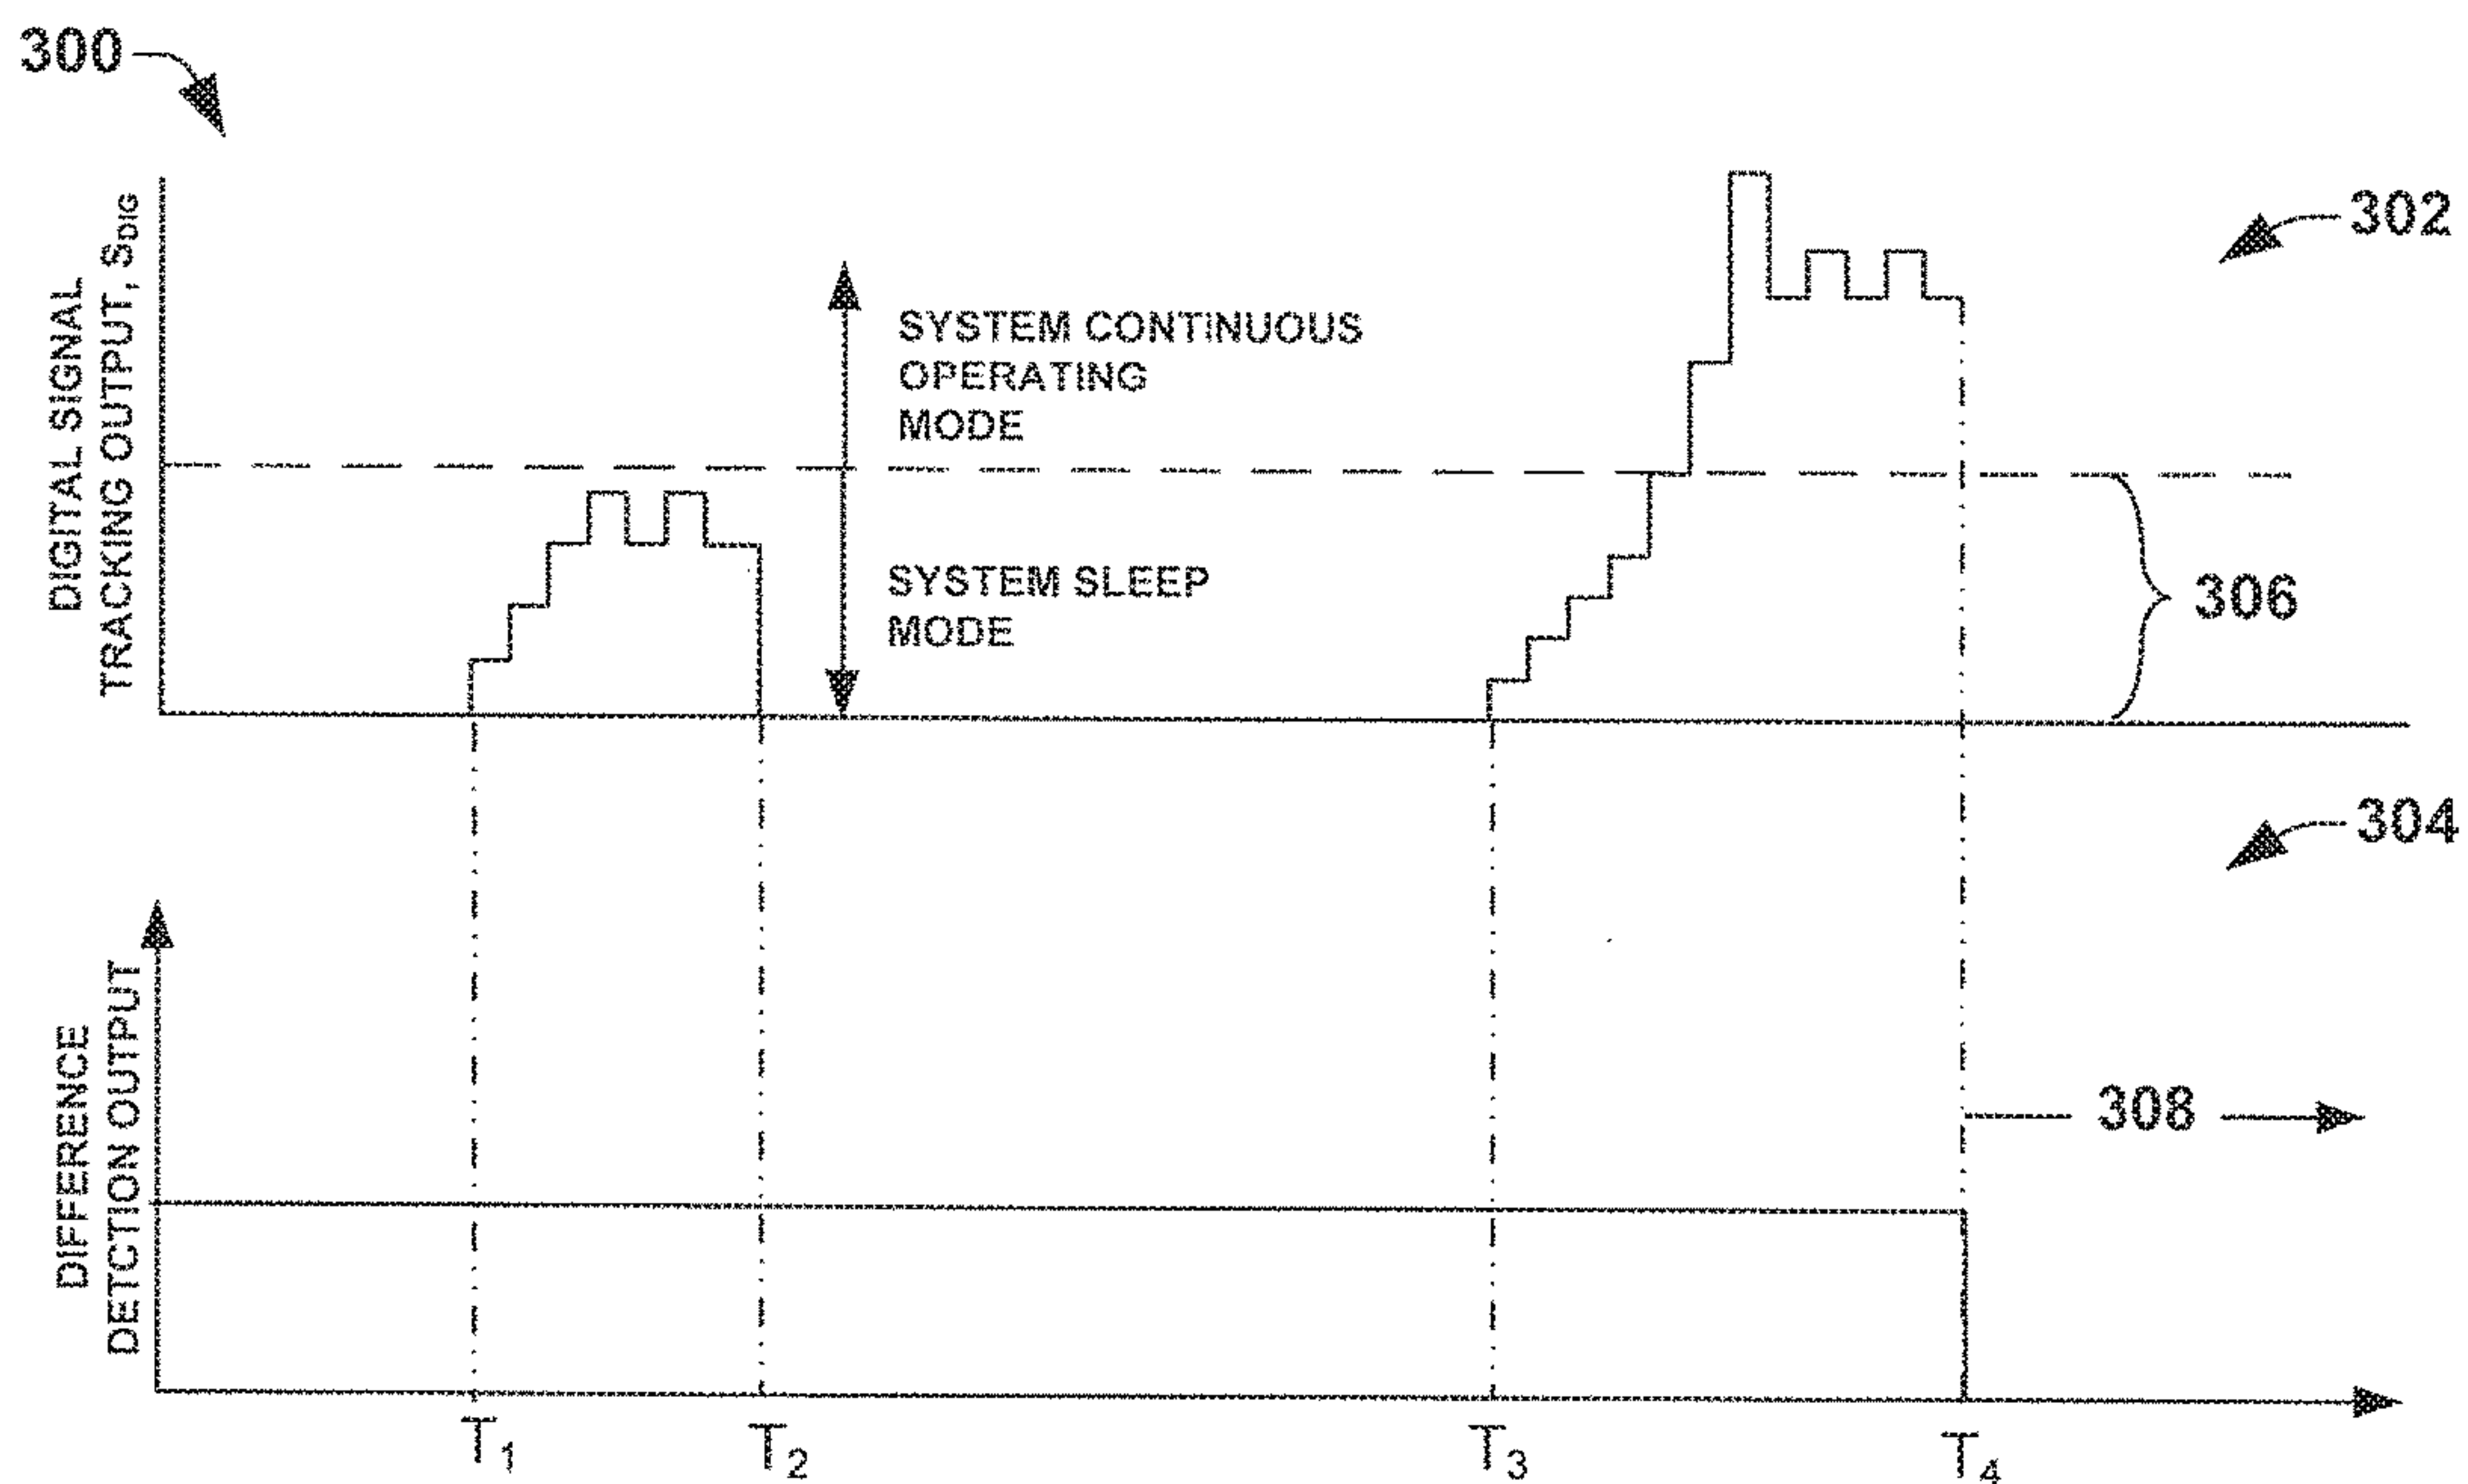 300
302
DIGITAL SIGNAL
TRACKING OUTPUT, SDIG
SYSTEM CONTINUOUS
OPERATING
MODE
SYSTEM SLEEP
MODE
306
304
DIFFERENCE
DETCTION OUTPUT
308
T1
T2
T3
T4